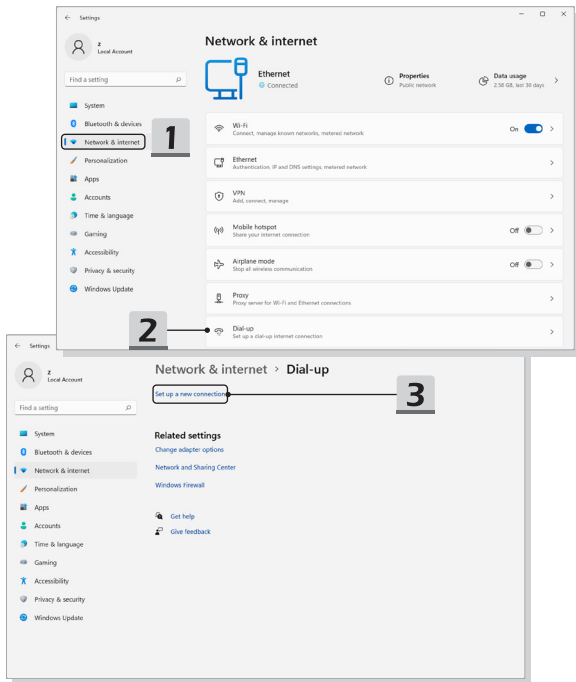 Settings
z
Local Account
Find a setting
System
Bluetooth & devices
Network & internet
Personalization
Apps
Accounts
Time & language
Gaming
Accessibility
Privacy & security
Windows Update
1
Network & internet
Ethernet
Connected
Properties
Public network
Data usage
2.58 GB, last 30 days
Wi-Fi
Connect, manage known networks, metered network
On
Ethernet
Authentication, IP and DNS settings, metered network
VPN
Add, connect, manage
Mobile hotspot
Share your internet connection
Off
Airplane mode
Stop all wireless communication
Off
Proxy
Proxy server for Wi-Fi and Ethernet connections
2
Dial-up
Set up a dial-up internet connection
Settings
z
Local Account
Find a setting
System
Bluetooth & devices
Network & internet
Personalization
Apps
Accounts
Time & language
Gaming
Accessibility
Privacy & security
Windows Update
Network & internet > Dial-up
Set up a new connection
3
Related settings
Change adapter options
Network and Sharing Center
Windows Firewall
Get help
Give feedback